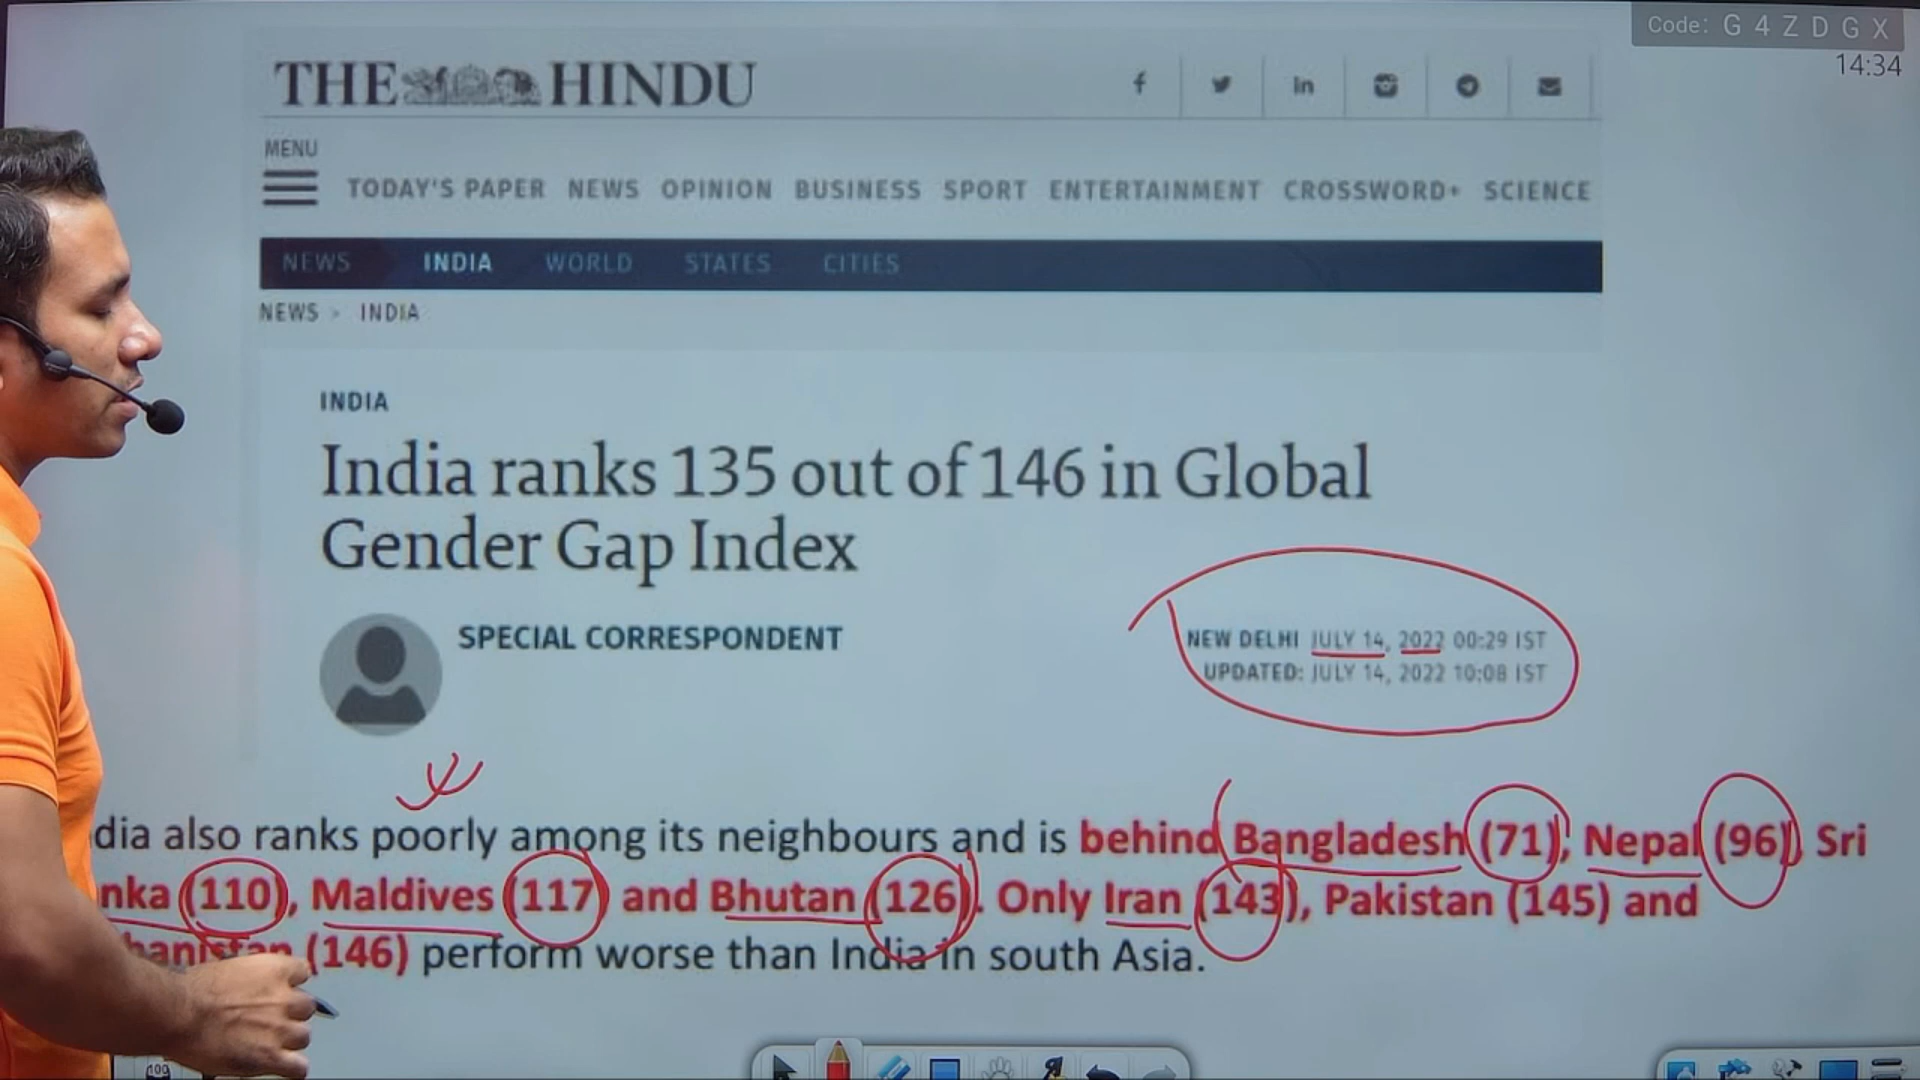 Code: G 4 Z D G X
14:34
THE HINDU
MENU
TODAY'S PAPER NEWS OPINION BUSINESS SPORT ENTERTAINMENT CROSSWORD+ SCIENCE
NEWS INDIA WORLD STATES CITIES
NEWS > INDIA
INDIA
India ranks 135 out of 146 in Global
Gender Gap Index
SPECIAL CORRESPONDENT
NEW DELHI JULY 14, 2022 00:29 IST
UPDATED: JULY 14, 2022 10:08 IST
dia also ranks poorly among its neighbours and is behind Bangladesh (71), Nepal (96), Sri
nka (110), Maldives (117) and Bhutan (126). Only Iran (143), Pakistan (145) and
hanistan (146) perform worse than India in south Asia.
100